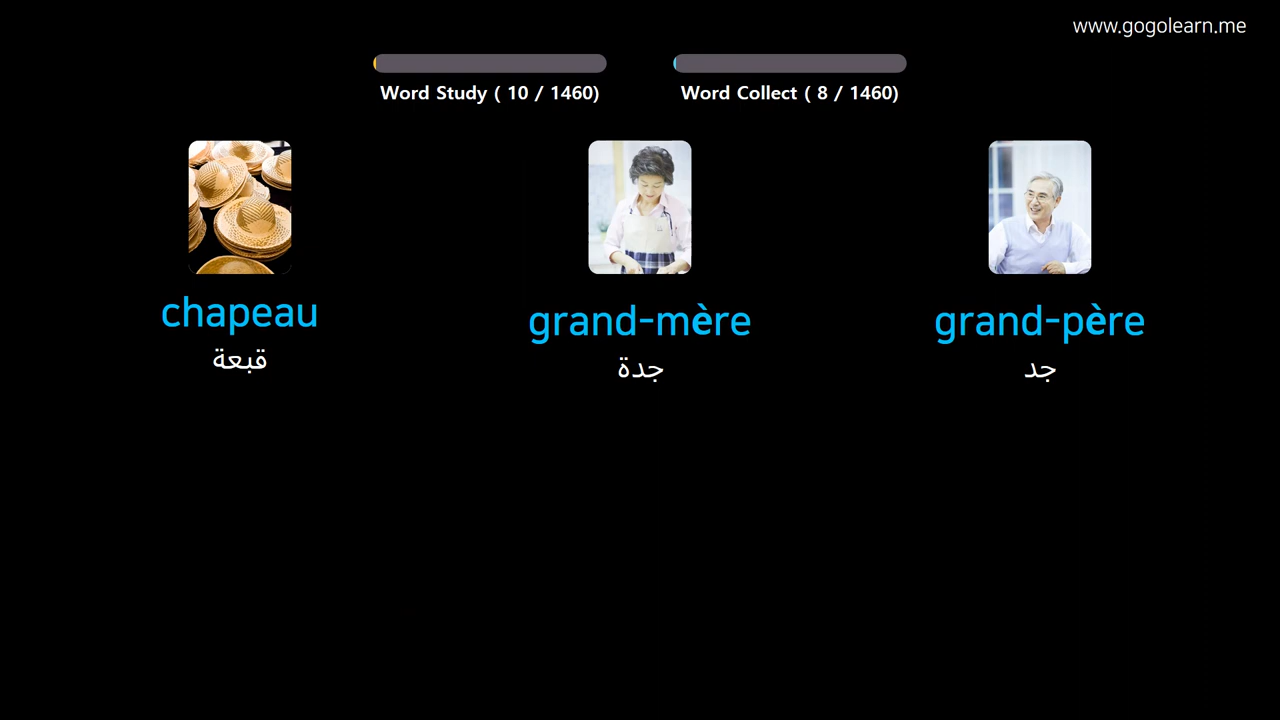 www.gogolearn.me
Word Study ( 10 / 1460)
Word Collect ( 8 / 1460)
chapeau
قبعة
grand-mère
جدة
grand-père
جد